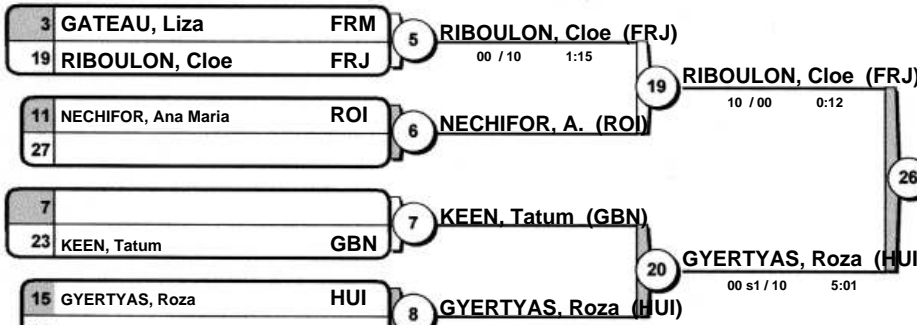 3 GATEAU, Liza FRM
19 RIBOULON, Cloe FRJ
5 RIBOULON, Cloe (FRJ)
00 / 10 1:15
11 NECHIFOR, Ana Maria ROI
27
6 NECHIFOR, A. (ROI)
19 RIBOULON, Cloe (FRJ)
10 / 00 0:12
7
23 KEEN, Tatum GBN
7 KEEN, Tatum (GBN)
15 GYERTYAS, Roza HUI
8 GYERTYAS, Roza (HUI)
20 GYERTYAS, Roza (HUI
00 s1 / 10 5:01
26